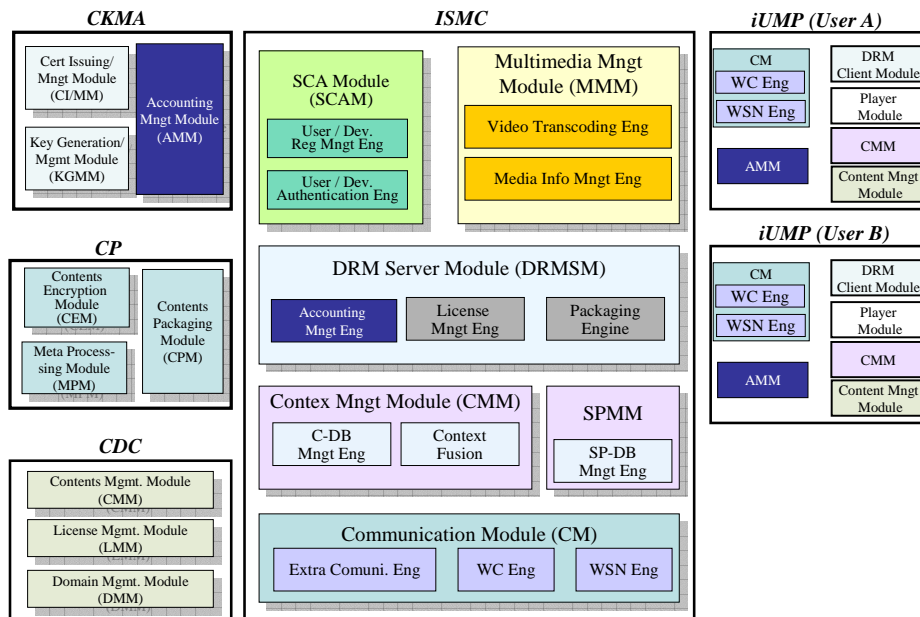 CKMA
Cert Issuing/
Mngt Module
(CI/MM)
Key Generation/
Mgmt Module
(KGMM)
Accounting
Mngt Module
(AMM)
CP
Contents
Encryption
Module
(CEM)
Meta Proces-
ssing Module
(MPM)
Contents
Packaging
Module
(CPM)
CDC
Contents Mgmt. Module
(CMM)
License Mgmt. Module
(LMM)
Domain Mgmt. Module
(DMM)
ISMC
SCA Module
(SCAM)
User / Dev.
Reg Mngt Eng
User / Dev.
Authentication Eng
Multimedia Mngt
Module (MMM)
Video Transcoding Eng
Media Info Mngt Eng
DRM Server Module (DRMSM)
Accounting
Mngt Eng
License
Mngt Eng
Packaging
Engine
Contex Mngt Module (CMM)
C-DB
Mngt Eng
Context
Fusion
SPMM
SP-DB
Mngt Eng
Communication Module (CM)
Extra Comuni. Eng
WC Eng
WSN Eng
iUMP (User A)
CM
WC Eng
WSN Eng
AMM
DRM
Client Module
Player
Module
CMM
Content Mngt
Module
iUMP (User B)
CM
WC Eng
WSN Eng
AMM
DRM
Client Module
Player
Module
CMM
Content Mngt
Module